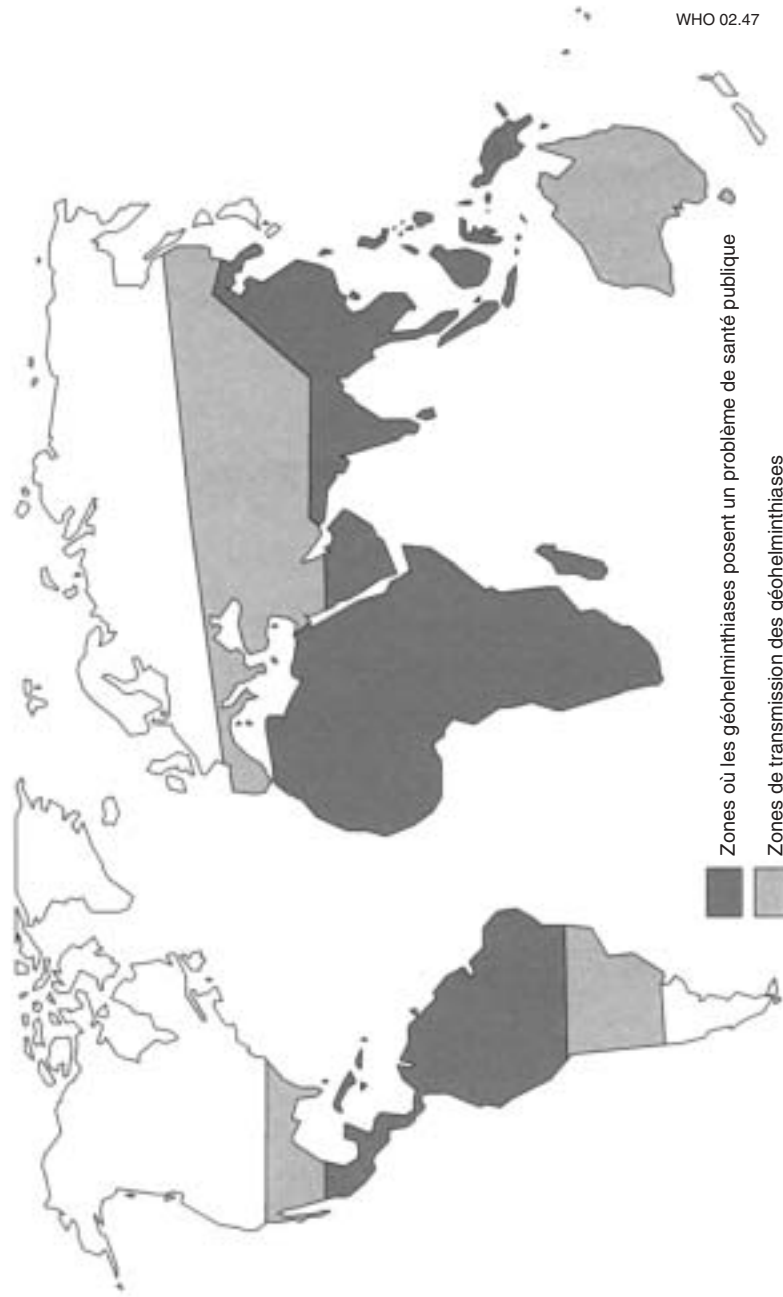 WHO 02.47
Zones où les géohelminthiases posent un problème de santé publique
Zones de transmission des géohelminthiases